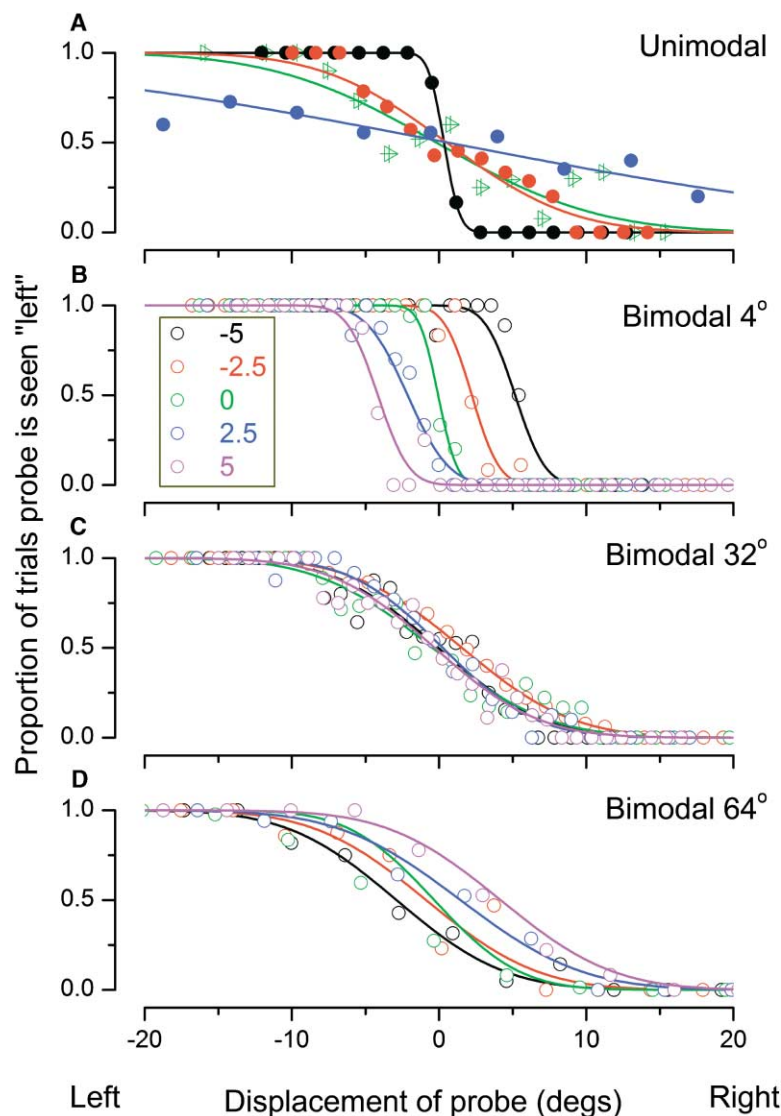 A
Unimodal
1.0
0.5
0.0
B
Bimodal 4°
1.0
0.5
0.0
-5
-2.5
0
2.5
5
C
Bimodal 32°
1.0
0.5
0.0
D
Bimodal 64°
1.0
0.5
0.0
Proportion of trials probe is seen "left"
-20 -10 0 10 20
Left Displacement of probe (degs) Right